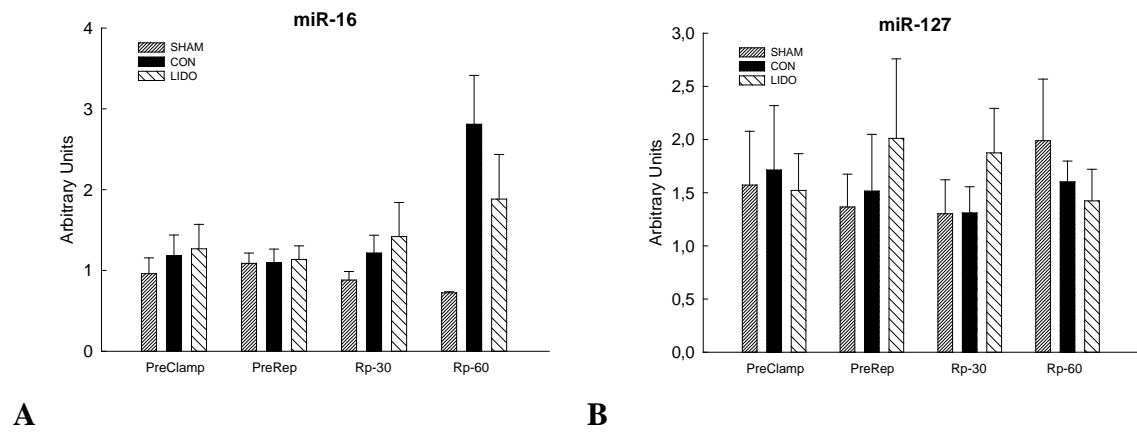 miR-16
4
3
2
1
0
Arbitrary Units
SHAM
CON
LIDO
PreClamp PreRep Rp-30 Rp-60
A
miR-127
3,0
2,5
2,0
1,5
1,0
0,5
0,0
Arbitrary Units
SHAM
CON
LIDO
PreClamp PreRep Rp-30 Rp-60
B